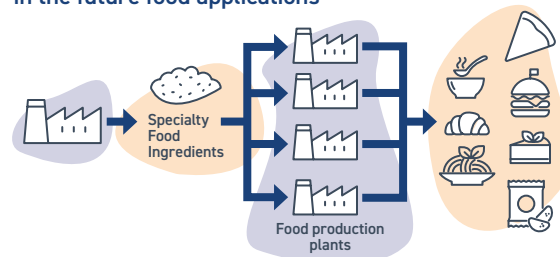 in the future food applications
Specialty
Food
Ingredients
Food production
plants